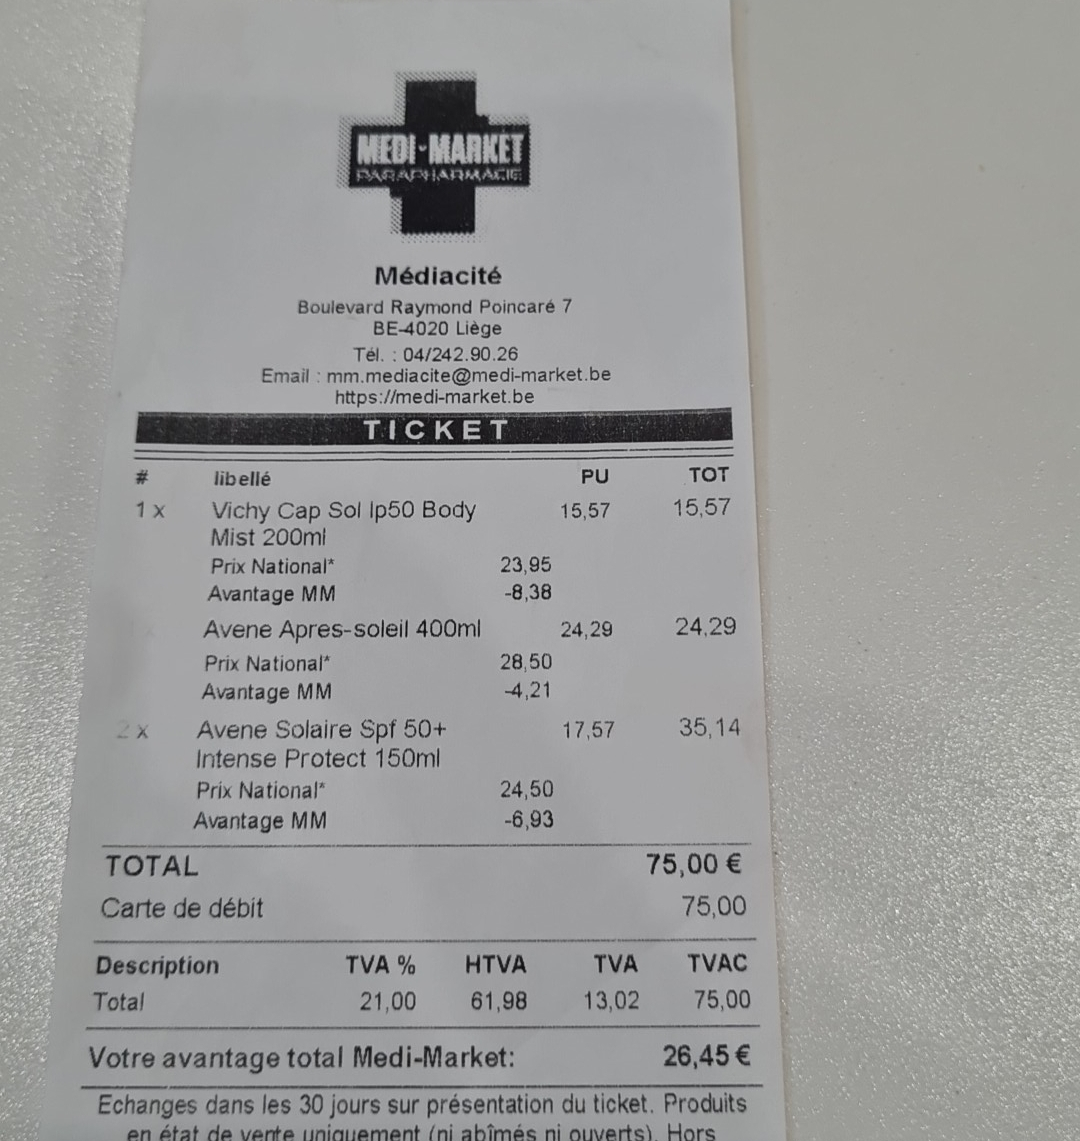 MEDI-MARKET
PARAPHARMACIE
Médiacité
Boulevard Raymond Poincaré 7
BE-4020 Liège
Tél. : 04/242.90.26
Email : mm.mediacite@medi-market.be
https://medi-market.be
TICKET
# libellé PU TOT
1 x Vichy Cap Sol Ip50 Body 15,57 15,57
Mist 200ml
Prix National* 23,95
Avantage MM -8,38
x Avene Apres-soleil 400ml 24,29 24,29
Prix National* 28,50
Avantage MM -4,21
2 x Avene Solaire Spf 50+ 17,57 35,14
Intense Protect 150ml
Prix National* 24,50
Avantage MM -6,93
TOTAL 75,00 €
Carte de débit 75,00
Description TVA % HTVA TVA TVAC
Total 21,00 61,98 13,02 75,00
Votre avantage total Medi-Market: 26,45 €
Echanges dans les 30 jours sur présentation du ticket. Produits
en état de vente uniquement (ni abîmés ni ouverts). Hors